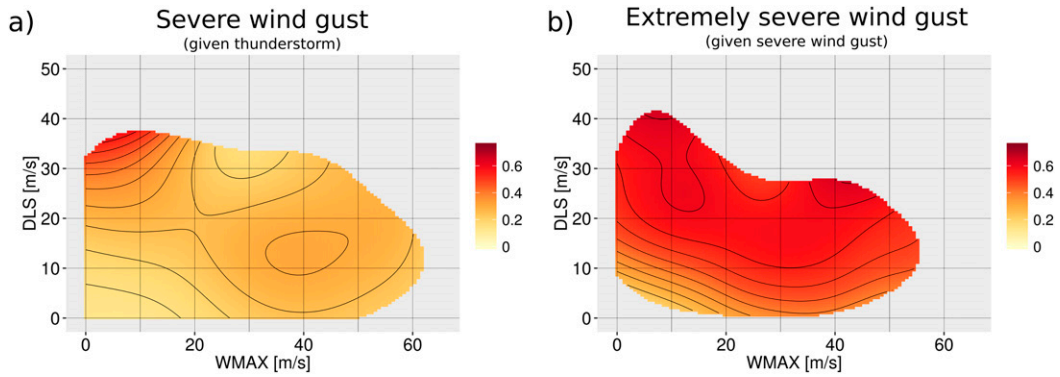 a)
Severe wind gust
(given thunderstorm)
DLS [m/s]
50
40
30
20
10
0
0
20
40
60
WMAX [m/s]
0.6
0.4
0.2
0
b)
Extremely severe wind gust
(given severe wind gust)
DLS [m/s]
50
40
30
20
10
0
0
20
40
60
WMAX [m/s]
0.6
0.4
0.2
0